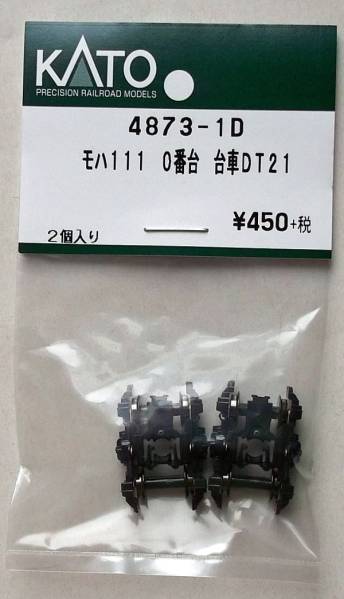 KATO
PRECISION RAILROAD MODELS
4873-1D
モハ111 0番台 台車DT21
¥450+税
2個入り